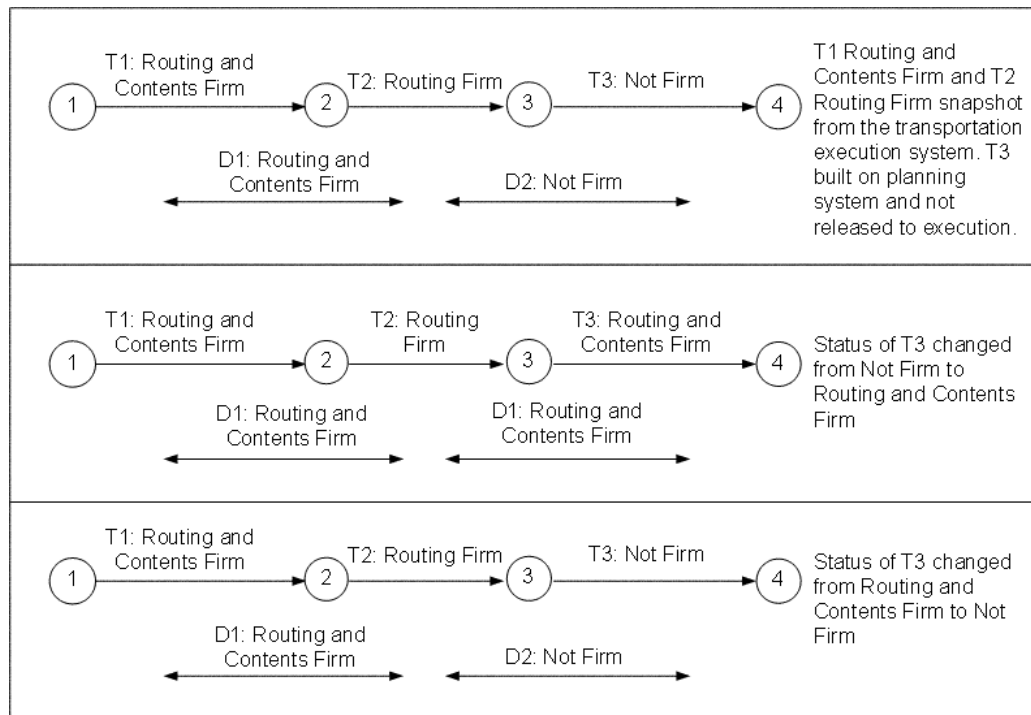 T1: Routing and
Contents Firm
T2: Routing Firm
T3: Not Firm
1
2
3
4
D1: Routing and
Contents Firm
D2: Not Firm
T1 Routing and
Contents Firm and T2
Routing Firm snapshot
from the transportation
execution system. T3
built on planning
system and not
released to execution.
T1: Routing and
Contents Firm
T2: Routing
Firm
T3: Routing and
Contents Firm
1
2
3
4
D1: Routing and
Contents Firm
D1: Routing and
Contents Firm
Status of T3 changed
from Not Firm to
Routing and Contents
Firm
T1: Routing and
Contents Firm
T2: Routing Firm
T3: Not Firm
1
2
3
4
D1: Routing and
Contents Firm
D2: Not Firm
Status of T3 changed
from Routing and
Contents Firm to Not
Firm